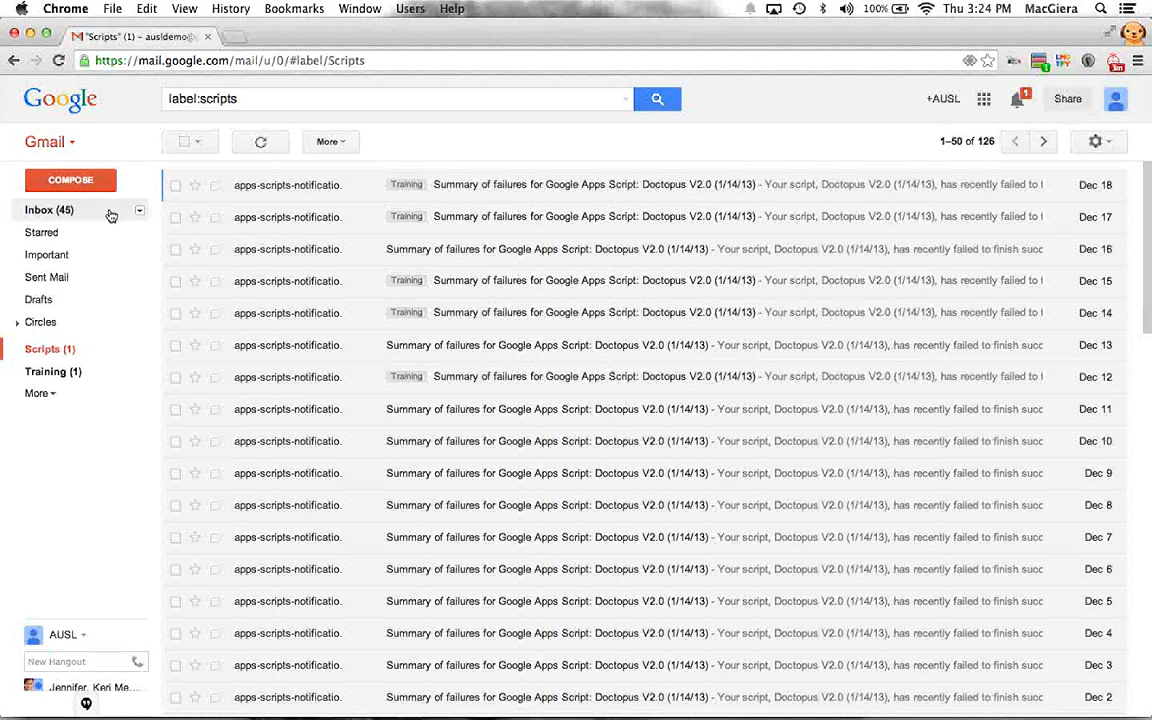 Chrome File Edit View History Bookmarks Window Users Help 100% Thu 3:24 PM MacGiera
"Scripts" (1) – ausldemo@
https://mail.google.com/mail/u/0/#label/Scripts
Google label:scripts +AUSL 1 Share
Gmail More 1–50 of 126
COMPOSE
Inbox (45)
Starred
Important
Sent Mail
Drafts
Circles
Scripts (1)
Training (1)
More
apps-scripts-notificatio. Training Summary of failures for Google Apps Script: Doctopus V2.0 (1/14/13) - Your script, Doctopus V2.0 (1/14/13), has recently failed to f Dec 18
apps-scripts-notificatio. Training Summary of failures for Google Apps Script: Doctopus V2.0 (1/14/13) - Your script, Doctopus V2.0 (1/14/13), has recently failed to f Dec 17
apps-scripts-notificatio. Summary of failures for Google Apps Script: Doctopus V2.0 (1/14/13) - Your script, Doctopus V2.0 (1/14/13), has recently failed to finish succ Dec 16
apps-scripts-notificatio. Training Summary of failures for Google Apps Script: Doctopus V2.0 (1/14/13) - Your script, Doctopus V2.0 (1/14/13), has recently failed to f Dec 15
apps-scripts-notificatio. Training Summary of failures for Google Apps Script: Doctopus V2.0 (1/14/13) - Your script, Doctopus V2.0 (1/14/13), has recently failed to f Dec 14
apps-scripts-notificatio. Summary of failures for Google Apps Script: Doctopus V2.0 (1/14/13) - Your script, Doctopus V2.0 (1/14/13), has recently failed to finish succ Dec 13
apps-scripts-notificatio. Training Summary of failures for Google Apps Script: Doctopus V2.0 (1/14/13) - Your script, Doctopus V2.0 (1/14/13), has recently failed to f Dec 12
apps-scripts-notificatio. Summary of failures for Google Apps Script: Doctopus V2.0 (1/14/13) - Your script, Doctopus V2.0 (1/14/13), has recently failed to finish succ Dec 11
apps-scripts-notificatio. Summary of failures for Google Apps Script: Doctopus V2.0 (1/14/13) - Your script, Doctopus V2.0 (1/14/13), has recently failed to finish succ Dec 10
apps-scripts-notificatio. Summary of failures for Google Apps Script: Doctopus V2.0 (1/14/13) - Your script, Doctopus V2.0 (1/14/13), has recently failed to finish succ Dec 9
apps-scripts-notificatio. Summary of failures for Google Apps Script: Doctopus V2.0 (1/14/13) - Your script, Doctopus V2.0 (1/14/13), has recently failed to finish succ Dec 8
apps-scripts-notificatio. Summary of failures for Google Apps Script: Doctopus V2.0 (1/14/13) - Your script, Doctopus V2.0 (1/14/13), has recently failed to finish succ Dec 7
apps-scripts-notificatio. Summary of failures for Google Apps Script: Doctopus V2.0 (1/14/13) - Your script, Doctopus V2.0 (1/14/13), has recently failed to finish succ Dec 6
apps-scripts-notificatio. Summary of failures for Google Apps Script: Doctopus V2.0 (1/14/13) - Your script, Doctopus V2.0 (1/14/13), has recently failed to finish succ Dec 5
apps-scripts-notificatio. Summary of failures for Google Apps Script: Doctopus V2.0 (1/14/13) - Your script, Doctopus V2.0 (1/14/13), has recently failed to finish succ Dec 4
apps-scripts-notificatio. Summary of failures for Google Apps Script: Doctopus V2.0 (1/14/13) - Your script, Doctopus V2.0 (1/14/13), has recently failed to finish succ Dec 3
apps-scripts-notificatio. Summary of failures for Google Apps Script: Doctopus V2.0 (1/14/13) - Your script, Doctopus V2.0 (1/14/13), has recently failed to finish succ Dec 2
AUSL
New Hangout
Jennifer, Keri Me...